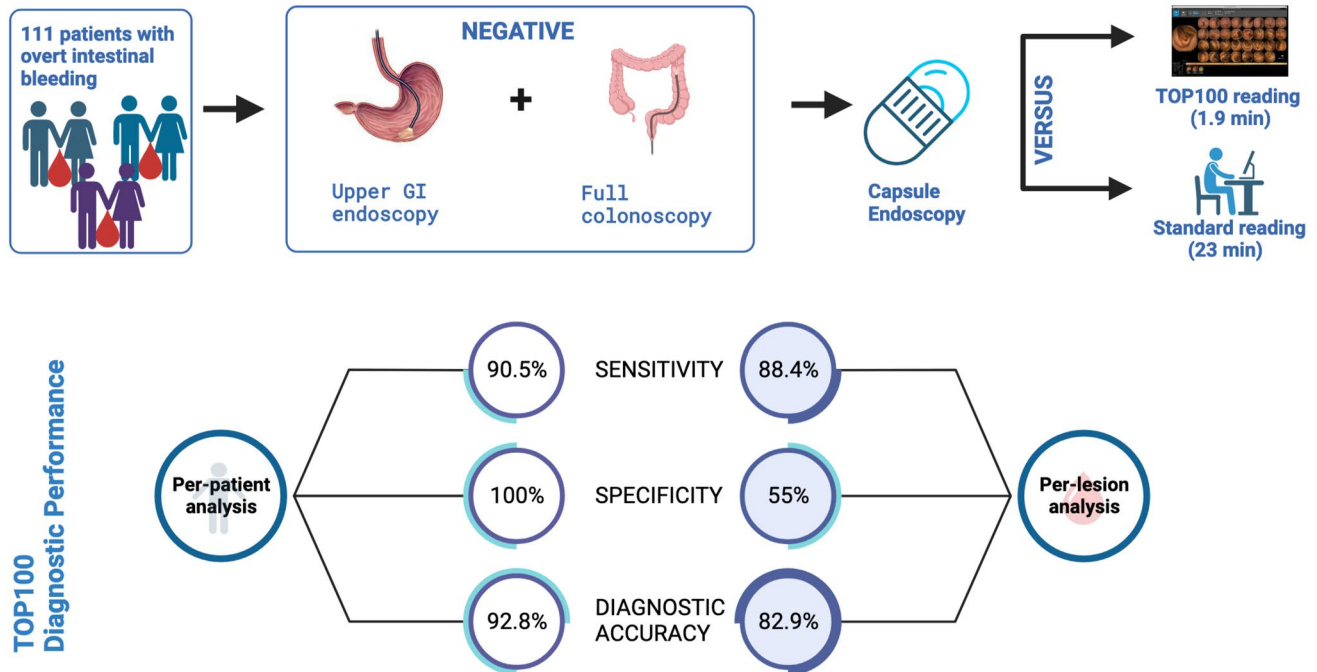 111 patients with
overt intestinal
bleeding
NEGATIVE
+
Upper GI
endoscopy
Full
colonoscopy
Capsule
Endoscopy
VERSUS
TOP100 reading
(1.9 min)
Standard reading
(23 min)
TOP100
Diagnostic Performance
Per-patient
analysis
90.5%
SENSITIVITY
88.4%
100%
SPECIFICITY
55%
92.8%
DIAGNOSTIC
ACCURACY
82.9%
Per-lesion
analysis